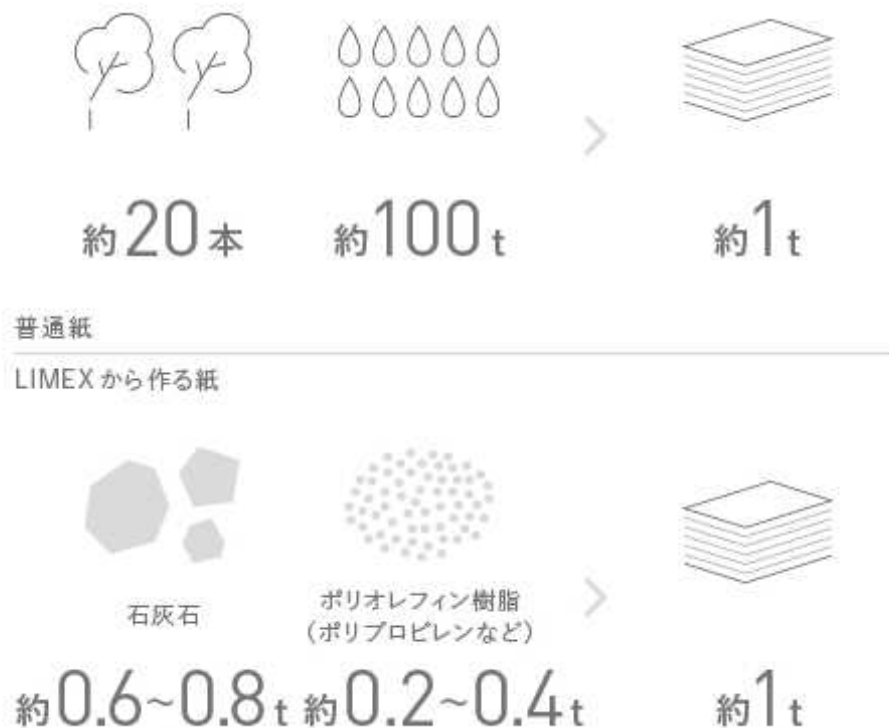 約20本 約100t 約1t
普通紙
LIMEXから作る紙
石灰石
ポリオレフィン樹脂
（ポリプロピレンなど）
約0.6~0.8t 約0.2~0.4t 約1t